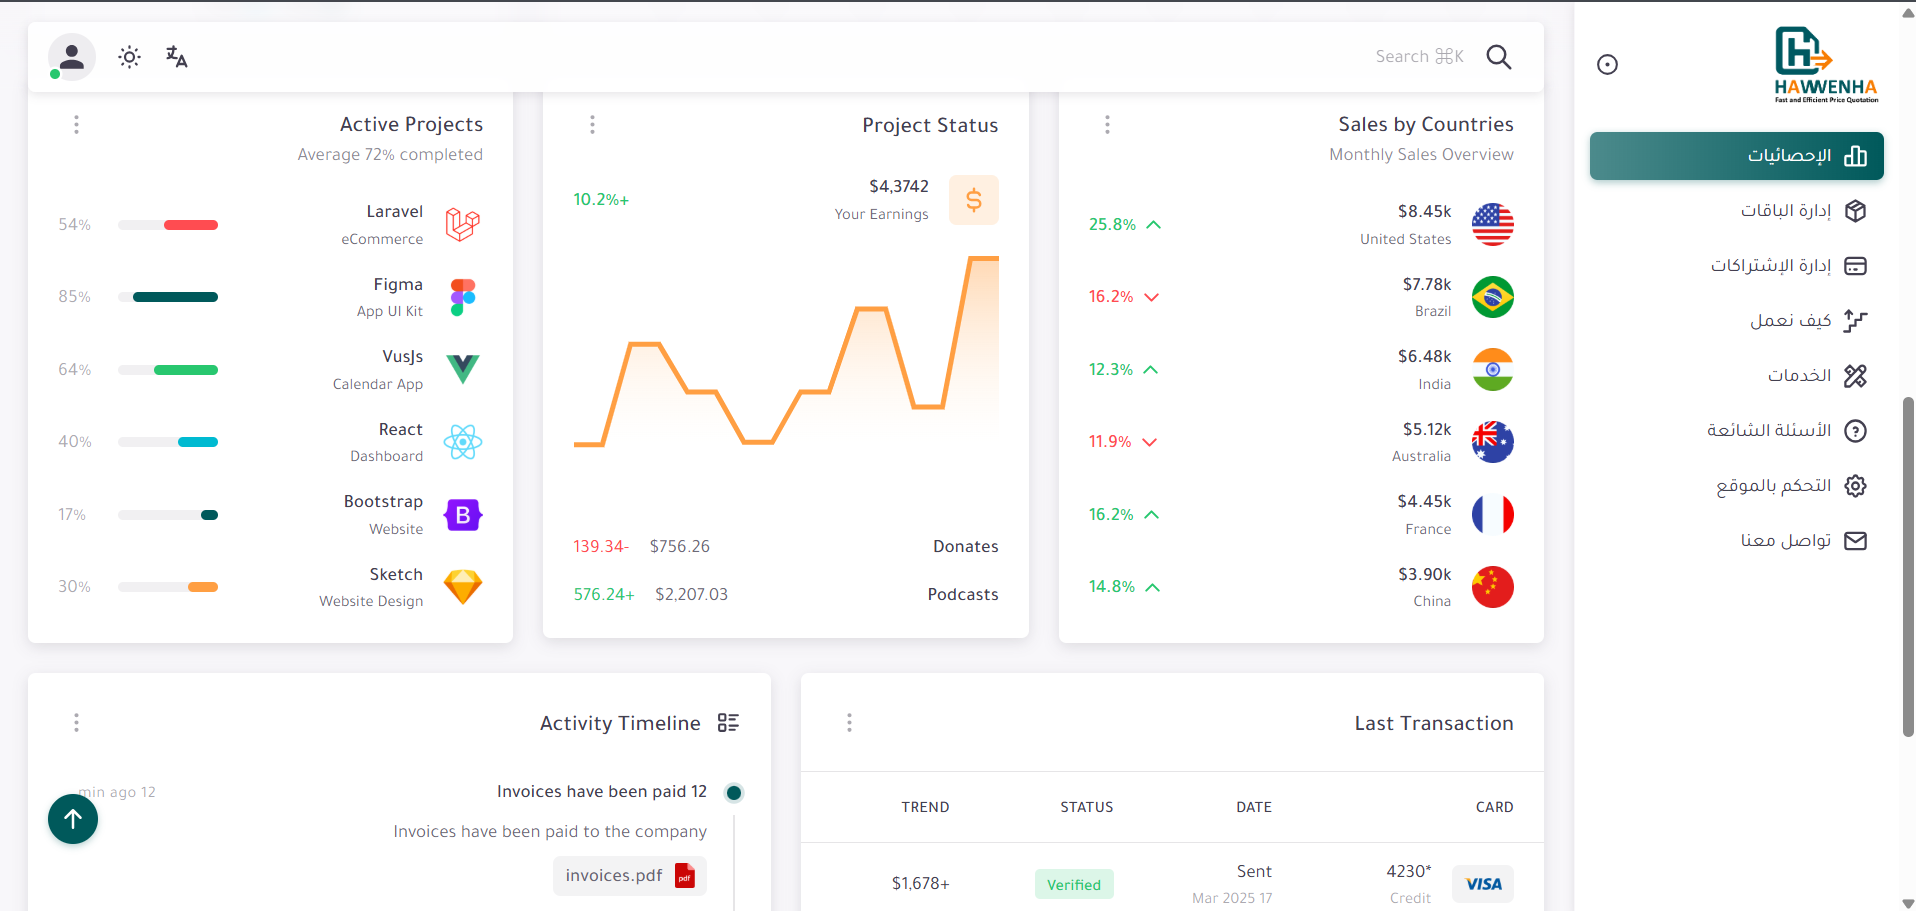 Search ⌘K
HAWWENHA
Fast and Efficient Price Quotation
الإحصائيات
إدارة الباقات
إدارة الإشتراكات
كيف نعمل
الخدمات
الأسئلة الشائعة
التحكم بالموقع
تواصل معنا
Sales by Countries
Monthly Sales Overview
$8.45k
United States
25.8%
$7.78k
Brazil
16.2%
$6.48k
India
12.3%
$5.12k
Australia
11.9%
$4.45k
France
16.2%
$3.90k
China
14.8%
Project Status
$4,3742
Your Earnings
10.2%+
Donates
$756.26
139.34-
Podcasts
$2,207.03
576.24+
Active Projects
Average 72% completed
Laravel
eCommerce
54%
Figma
App UI Kit
85%
VusJs
Calendar App
64%
React
Dashboard
40%
Bootstrap
Website
17%
Sketch
Website Design
30%
Last Transaction
CARD DATE STATUS TREND
VISA
4230*
Credit
Sent
Mar 2025 17
Verified
$1,678+
Activity Timeline
Invoices have been paid 12
min ago 12
Invoices have been paid to the company
invoices.pdf
pdf